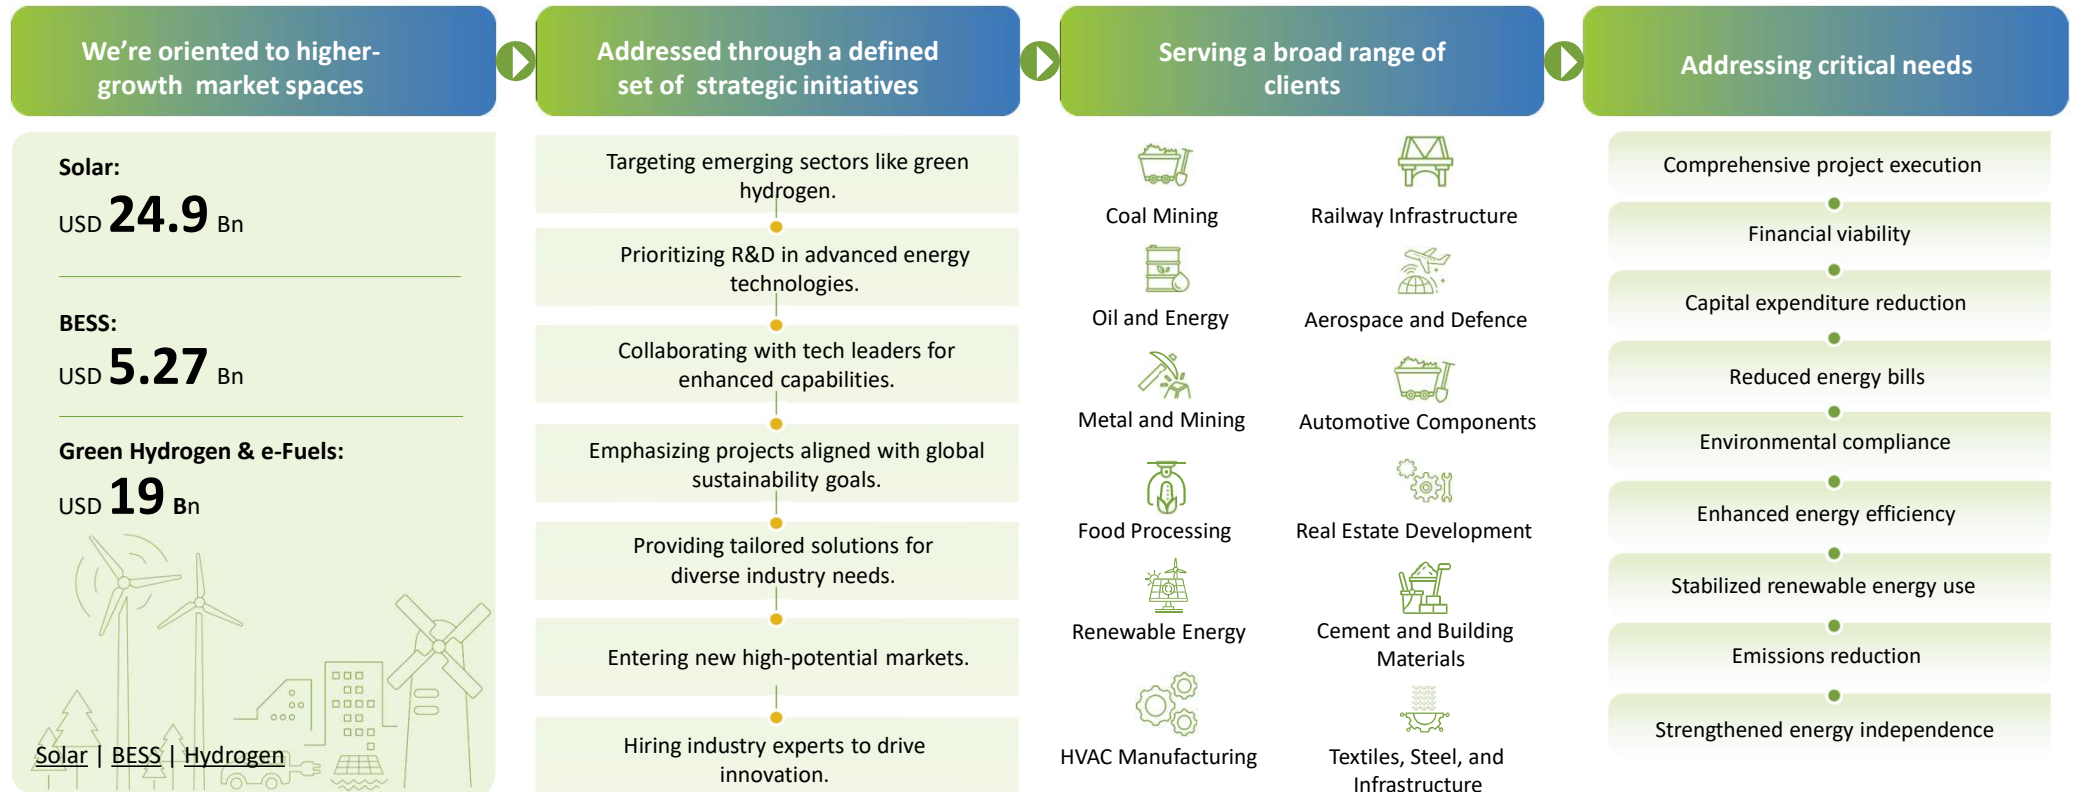 We're oriented to higher-
growth market spaces
Solar:
USD 24.9 Bn
BESS:
USD 5.27 Bn
Green Hydrogen & e-Fuels:
USD 19 Bn
Solar | BESS | Hydrogen
Addressed through a defined
set of strategic initiatives
Targeting emerging sectors like green
hydrogen.
Prioritizing R&D in advanced energy
technologies.
Collaborating with tech leaders for
enhanced capabilities.
Emphasizing projects aligned with global
sustainability goals.
Providing tailored solutions for
diverse industry needs.
Entering new high-potential markets.
Hiring industry experts to drive
innovation.
Serving a broad range of
clients
Coal Mining
Railway Infrastructure
Oil and Energy
Aerospace and Defence
Metal and Mining
Automotive Components
Food Processing
Real Estate Development
Renewable Energy
Cement and Building
Materials
HVAC Manufacturing
Textiles, Steel, and
Infrastructure
Addressing critical needs
Comprehensive project execution
Financial viability
Capital expenditure reduction
Reduced energy bills
Environmental compliance
Enhanced energy efficiency
Stabilized renewable energy use
Emissions reduction
Strengthened energy independence